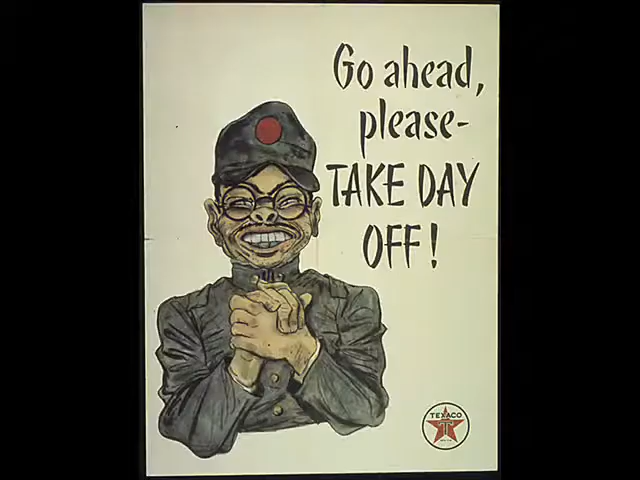 Go ahead,
please-
TAKE DAY
OFF!
TEXACO
T